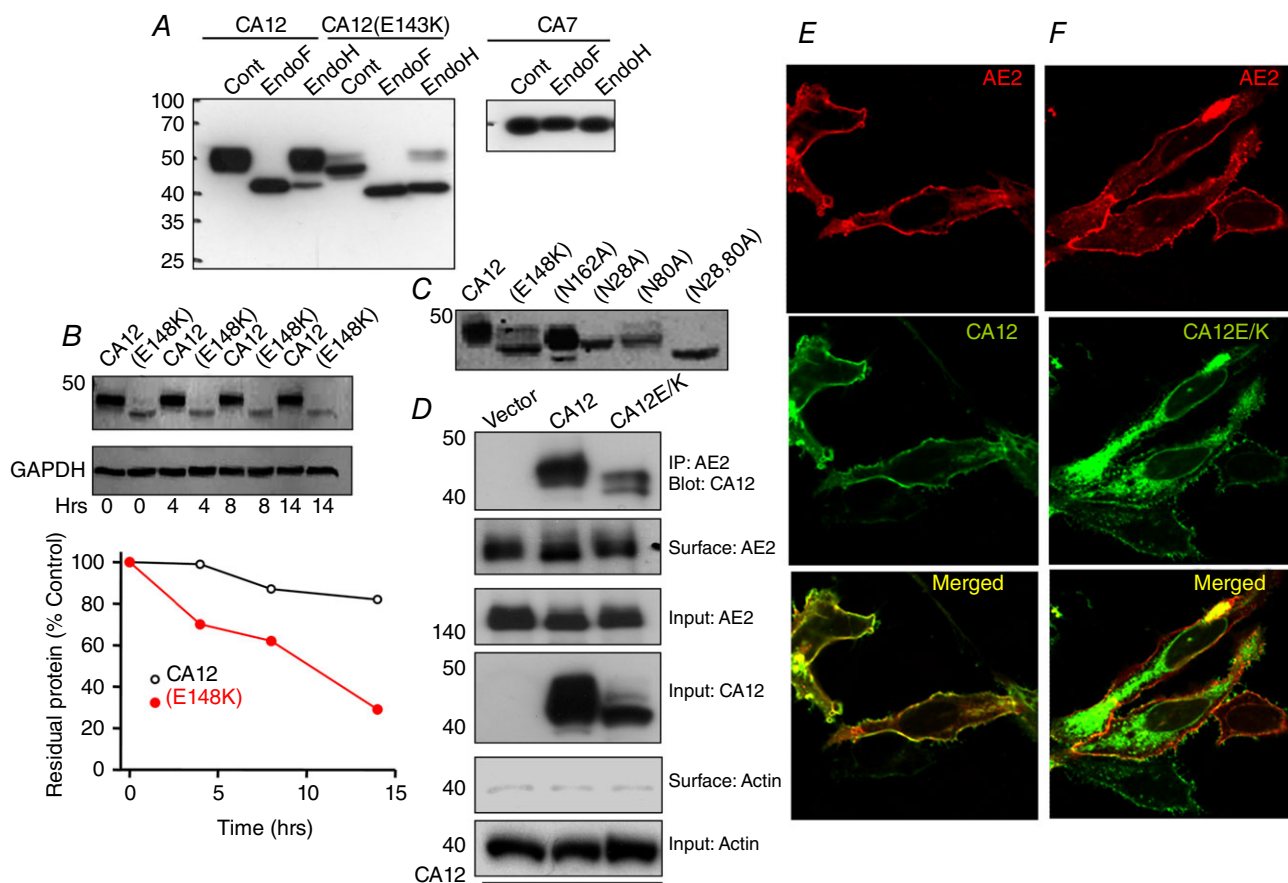 A
CA12 CA12(E143K) CA7
Cont EndoF EndoH Cont EndoF EndoH Cont EndoF EndoH
100
70
50
40
35
25
B
CA12 (E148K) CA12 (E148K) CA12 (E148K) CA12 (E148K)
50
GAPDH
Hrs 0 0 4 4 8 8 14 14
Residual protein (% Control)
100
80
60
40
20
0
CA12
(E148K)
0 5 10 15
Time (hrs)
C
CA12 (E148K) (N162A) (N28A) (N80A) (N28,80A)
50
D
Vector CA12 CA12E/K
50
40
IP: AE2
Blot: CA12
Surface: AE2
140
Input: AE2
50
40
Input: CA12
40
Surface: Actin
40
Input: Actin
CA12
E
AE2
CA12
Merged
F
AE2
CA12E/K
Merged